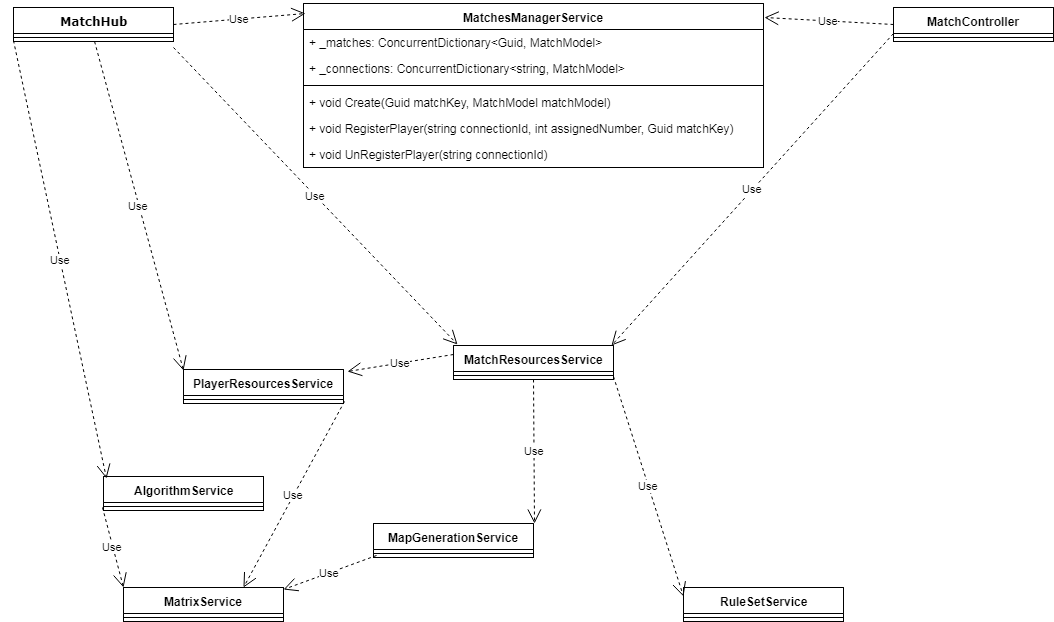 MatchHub
Use
MatchesManagerService
Use
MatchController
+ _matches: ConcurrentDictionary<Guid, MatchModel>
+ _connections: ConcurrentDictionary<string, MatchModel>
+ void Create(Guid matchKey, MatchModel matchModel)
+ void RegisterPlayer(string connectionId, int assignedNumber, Guid matchKey)
+ void UnRegisterPlayer(string connectionId)
Use
Use
Use
Use
MatchResourcesService
Use
PlayerResourcesService
Use
Use
AlgorithmService
Use
Use
MapGenerationService
Use
Use
MatrixService
RuleSetService